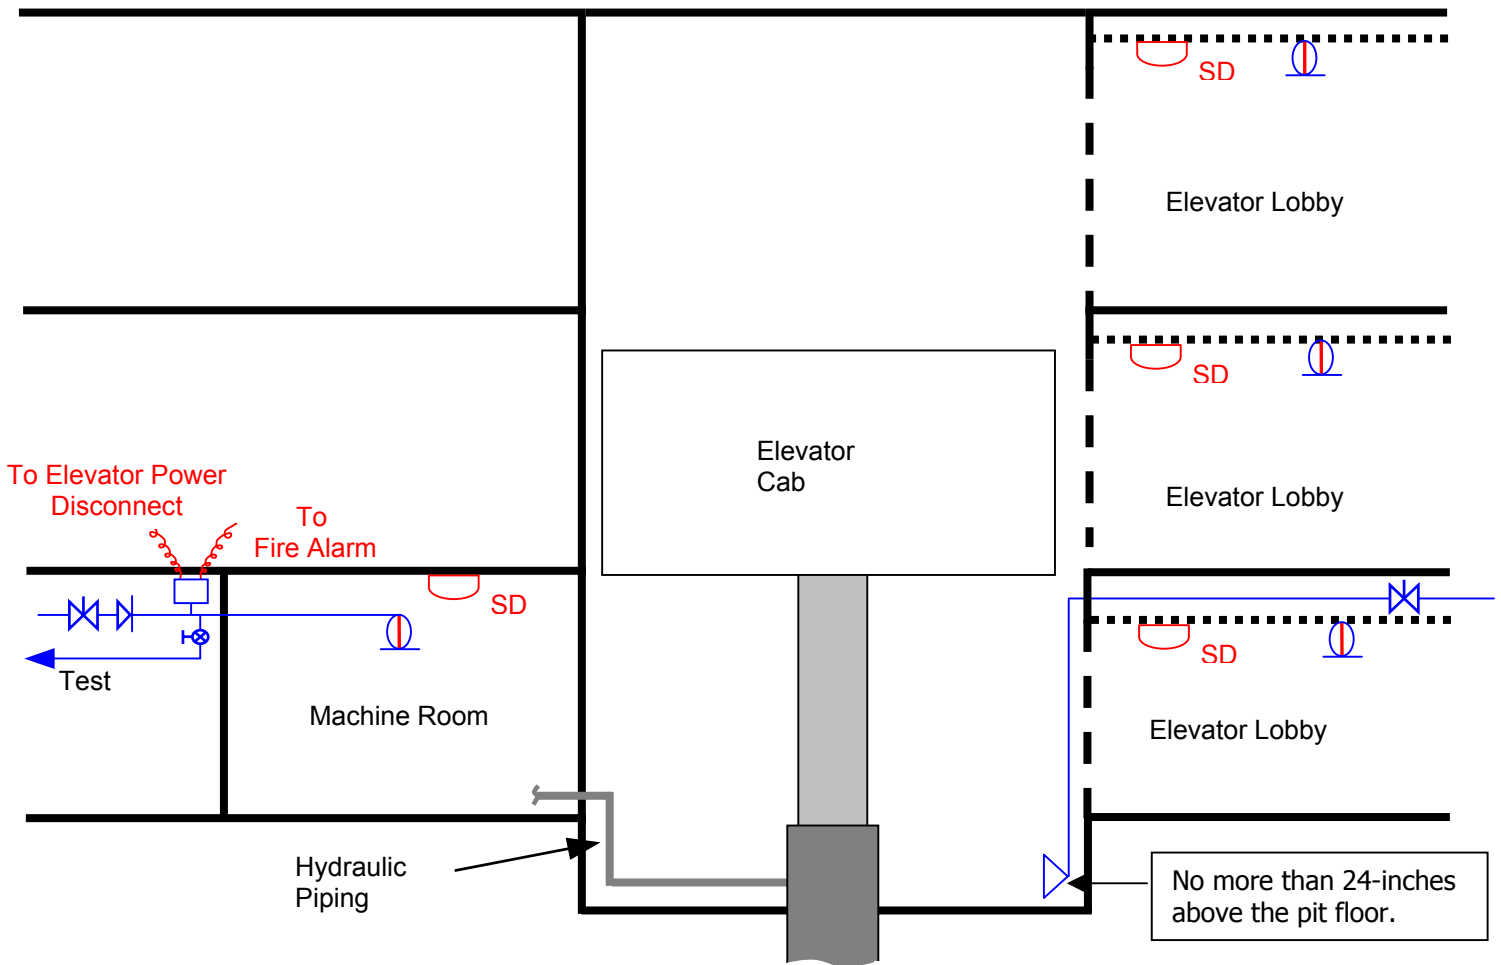 SD
Elevator Lobby
SD
Elevator
Cab
Elevator Lobby
To Elevator Power
Disconnect
To
Fire Alarm
SD
SD
Test
Machine Room
Elevator Lobby
Hydraulic
Piping
No more than 24-inches
above the pit floor.